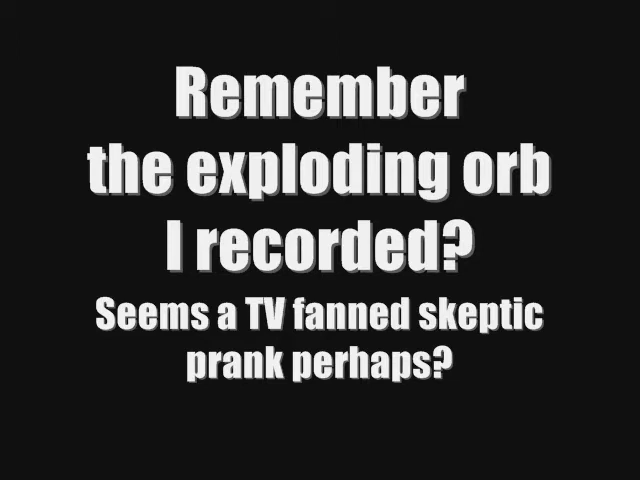 Remember
the exploding orb
I recorded?
Seems a TV fanned skeptic
prank perhaps?